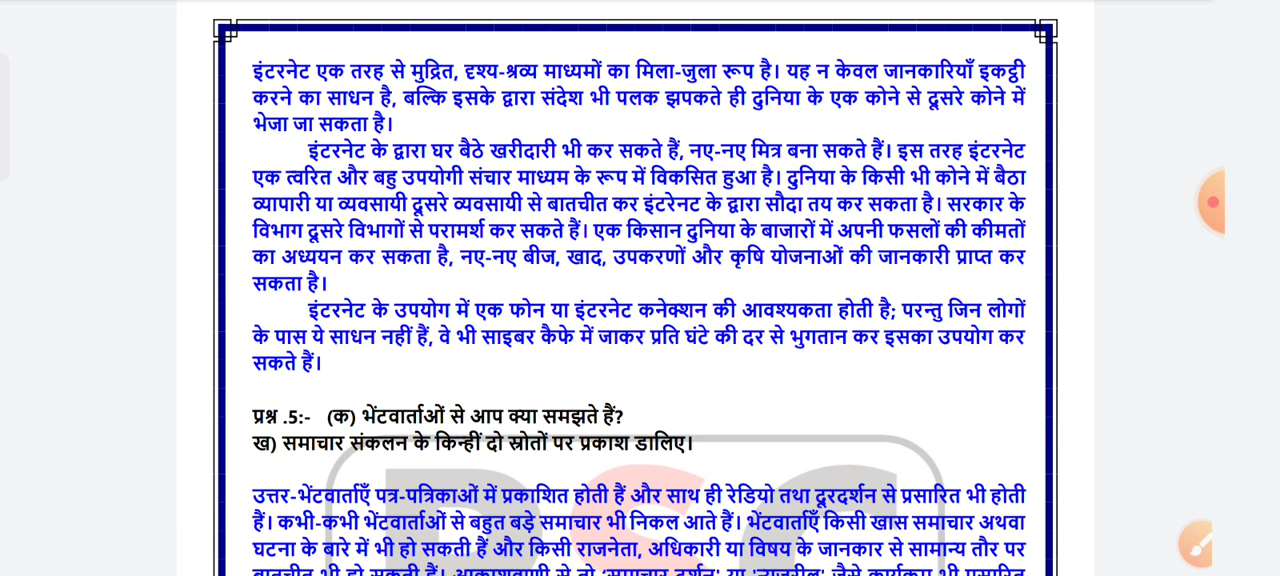 इंटरनेट एक तरह से मुद्रित, दृश्य-श्रव्य माध्यमों का मिला-जुला रूप है। यह न केवल जानकारियाँ इकट्ठी
करने का साधन है, बल्कि इसके द्वारा संदेश भी पलक झपकते ही दुनिया के एक कोने से दूसरे कोने में
भेजा जा सकता है।
इंटरनेट के द्वारा घर बैठे खरीदारी भी कर सकते हैं, नए-नए मित्र बना सकते हैं। इस तरह इंटरनेट
एक त्वरित और बहु उपयोगी संचार माध्यम के रूप में विकसित हुआ है। दुनिया के किसी भी कोने में बैठा
व्यापारी या व्यवसायी दूसरे व्यवसायी से बातचीत कर इंटरेनट के द्वारा सौदा तय कर सकता है। सरकार के
विभाग दूसरे विभागों से परामर्श कर सकते हैं। एक किसान दुनिया के बाजारों में अपनी फसलों की कीमतों
का अध्ययन कर सकता है, नए-नए बीज, खाद, उपकरणों और कृषि योजनाओं की जानकारी प्राप्त कर
सकता है।
इंटरनेट के उपयोग में एक फोन या इंटरनेट कनेक्शन की आवश्यकता होती है; परन्तु जिन लोगों
के पास ये साधन नहीं हैं, वे भी साइबर कैफे में जाकर प्रति घंटे की दर से भुगतान कर इसका उपयोग कर
सकते हैं।
प्रश्न .5:- (क) भेंटवार्ताओं से आप क्या समझते हैं?
ख) समाचार संकलन के किन्हीं दो स्रोतों पर प्रकाश डालिए।
उत्तर-भेंटवार्ताएँ पत्र-पत्रिकाओं में प्रकाशित होती हैं और साथ ही रेडियो तथा दूरदर्शन से प्रसारित भी होती
हैं। कभी-कभी भेंटवार्ताओं से बहुत बड़े समाचार भी निकल आते हैं। भेंटवार्ताएँ किसी खास समाचार अथवा
घटना के बारे में भी हो सकती हैं और किसी राजनेता, अधिकारी या विषय के जानकार से सामान्य तौर पर